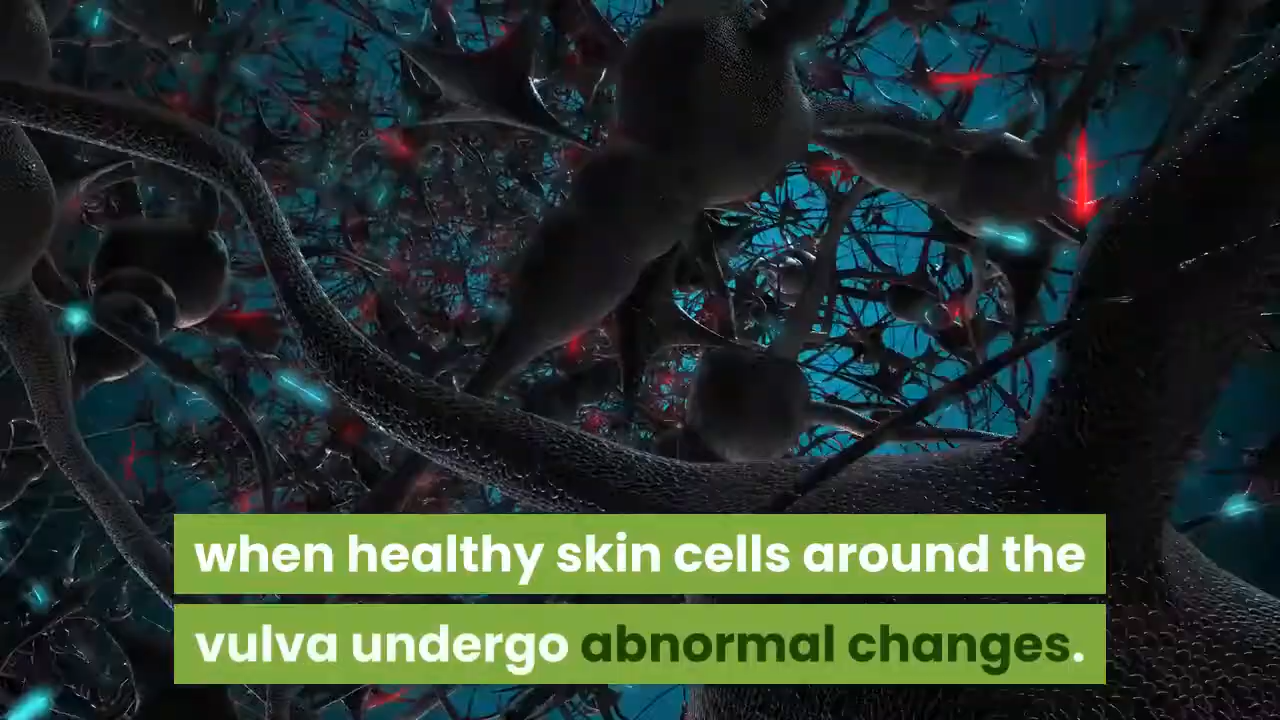 when healthy skin cells around the
vulva undergo abnormal changes.